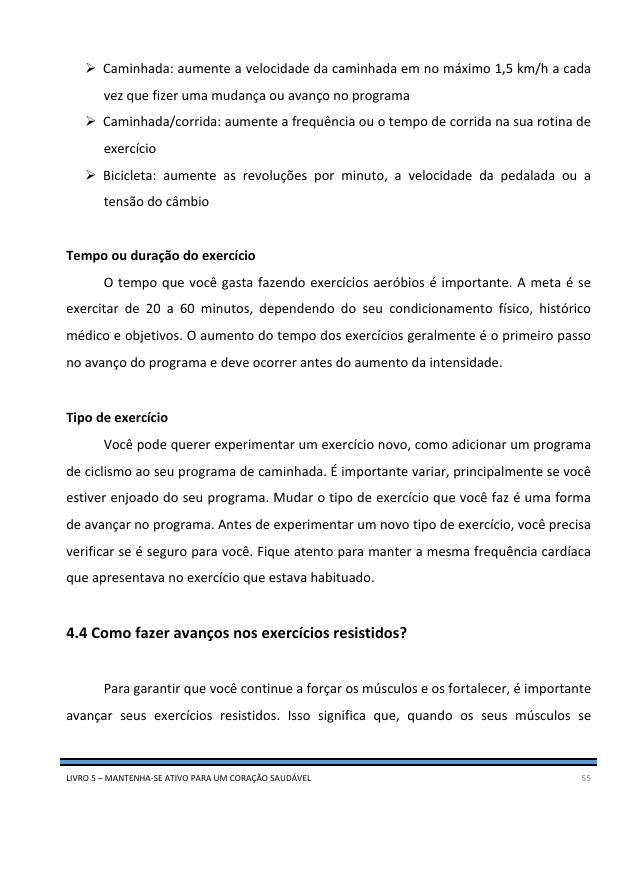 ➢ Caminhada: aumente a velocidade da caminhada em no máximo 1,5 km/h a cada
vez que fizer uma mudança ou avanço no programa
➢ Caminhada/corrida: aumente a frequência ou o tempo de corrida na sua rotina de
exercício
➢ Bicicleta: aumente as revoluções por minuto, a velocidade da pedalada ou a
tensão do câmbio
Tempo ou duração do exercício
O tempo que você gasta fazendo exercícios aeróbios é importante. A meta é se
exercitar de 20 a 60 minutos, dependendo do seu condicionamento físico, histórico
médico e objetivos. O aumento do tempo dos exercícios geralmente é o primeiro passo
no avanço do programa e deve ocorrer antes do aumento da intensidade.
Tipo de exercício
Você pode querer experimentar um exercício novo, como adicionar um programa
de ciclismo ao seu programa de caminhada. É importante variar, principalmente se você
estiver enjoado do seu programa. Mudar o tipo de exercício que você faz é uma forma
de avançar no programa. Antes de experimentar um novo tipo de exercício, você precisa
verificar se é seguro para você. Fique atento para manter a mesma frequência cardíaca
que apresentava no exercício que estava habituado.
4.4 Como fazer avanços nos exercícios resistidos?
Para garantir que você continue a forçar os músculos e os fortalecer, é importante
avançar seus exercícios resistidos. Isso significa que, quando os seus músculos se
LIVRO 5 – MANTENHA-SE ATIVO PARA UM CORAÇÃO SAUDÁVEL 55